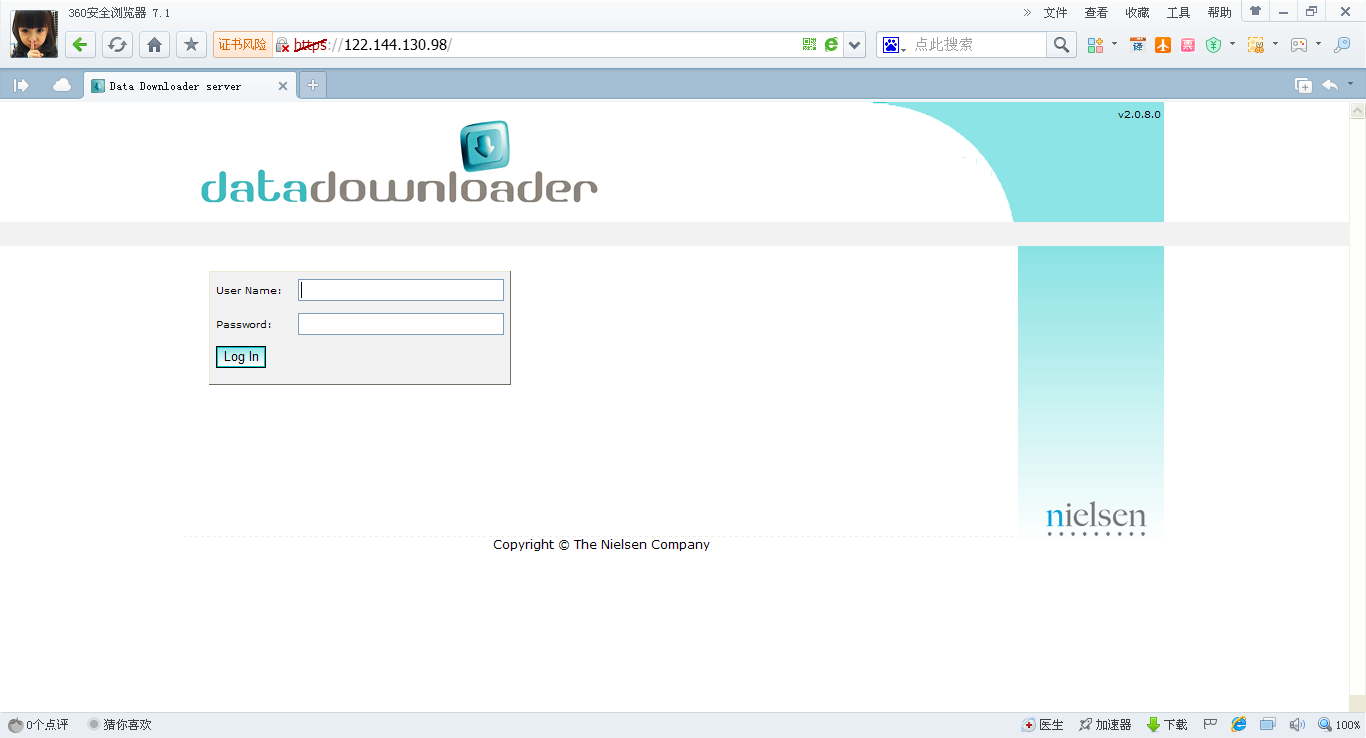 360安全浏览器 7.1
» 文件 查看 收藏 工具 帮助
证书风险 https://122.144.130.98/
点此搜索
译
票
Data Downloader server
v2.0.8.0
datadownloader
User Name:
Password:
Log In
nielsen
Copyright © The Nielsen Company
0个点评 猜你喜欢
医生 加速器 下载 100%